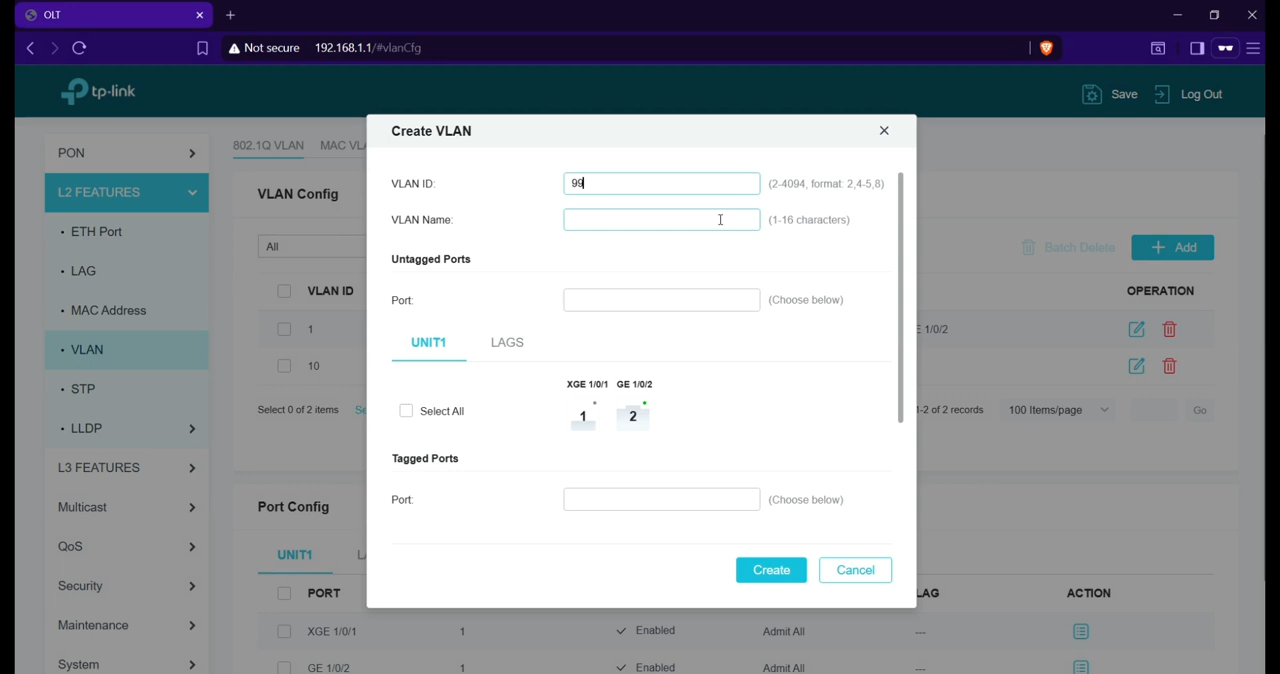 OLT
Not secure 192.168.1.1/#vlanCfg
tp-link
Save
Log Out
PON
L2 FEATURES
ETH Port
LAG
MAC Address
VLAN
STP
LLDP
L3 FEATURES
Multicast
QoS
Security
Maintenance
System
802.1Q VLAN MAC VLA
VLAN Config
All
Batch Delete
Add
VLAN ID
OPERATION
1
1/0/2
10
Select 0 of 2 items
1-2 of 2 records
100 Items/page
Go
Port Config
UNIT1
PORT
LAG
ACTION
XGE 1/0/1 1 Enabled Admit All ---
GE 1/0/2 1 Enabled Admit All ---
Create VLAN
VLAN ID: 99 (2-4094, format: 2,4-5,8)
VLAN Name: (1-16 characters)
Untagged Ports
Port: (Choose below)
UNIT1 LAGS
XGE 1/0/1 GE 1/0/2
Select All 1 2
Tagged Ports
Port: (Choose below)
Create Cancel